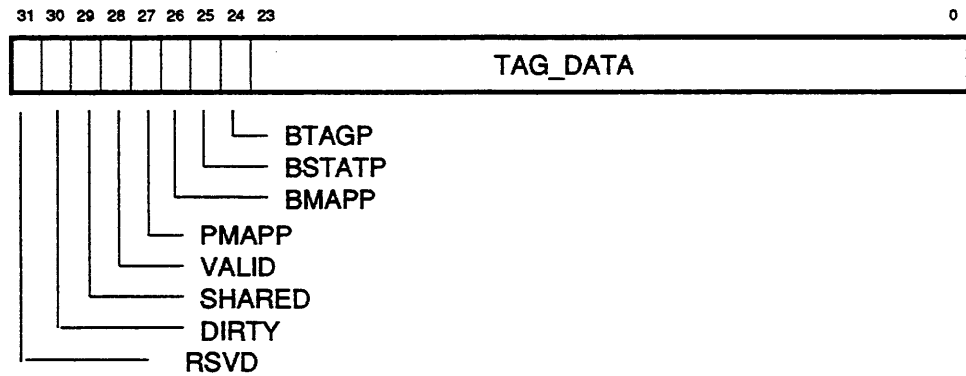 31 30 29 28 27 26 25 24 23 0
TAG_DATA
BTAGP
BSTATP
BMAPP
PMAPP
VALID
SHARED
DIRTY
RSVD